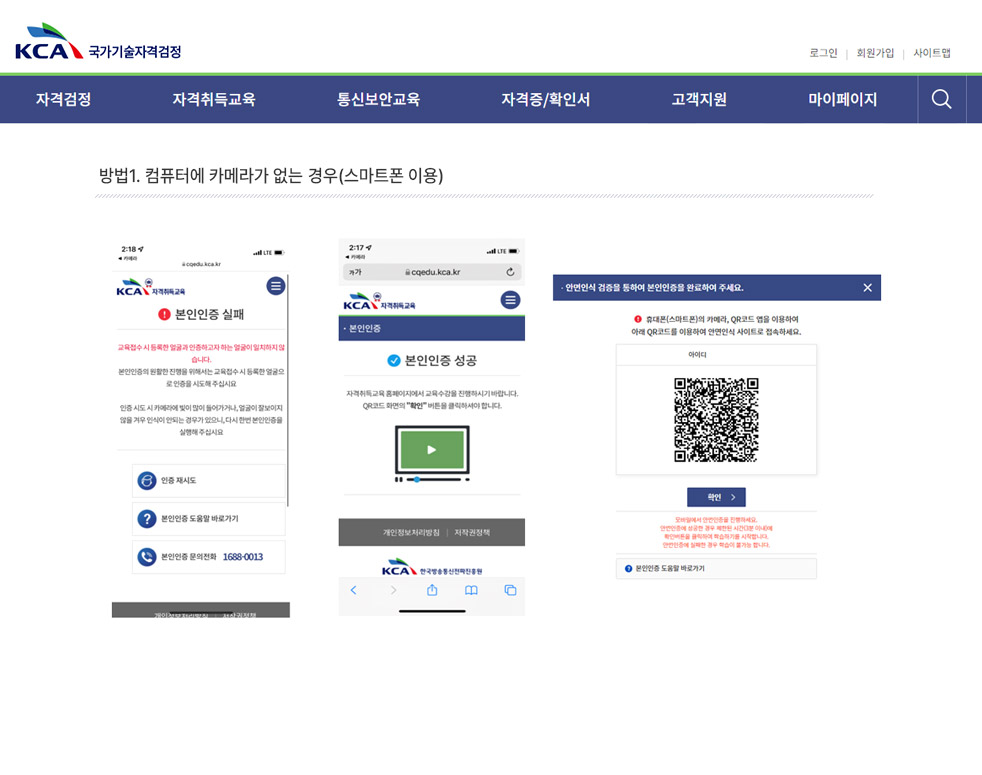 KCA 국가기술자격검정
로그인 | 회원가입 | 사이트맵
자격검정 자격취득교육 통신보안교육 자격증/확인서 고객지원 마이페이지
방법1. 컴퓨터에 카메라가 없는 경우(스마트폰 이용)
2:18 LTE
카메라
cqedu.kca.kr
KCA 자격취득교육
본인인증 실패
교육접수 시 등록한 얼굴과 인증하고자 하는 얼굴이 일치하지 않
습니다.
본인인증의 원활한 진행을 위해서는 교육접수 시 등록한 얼굴으
로 인증을 시도해 주십시요
인증 시도 시 카메라에 빛이 많이 들어가거나, 얼굴이 잘보이지
않을 겨우 인식이 안되는 경우가 있으니, 다시 한번 본인인증을
실행해 주십시요
인증 재시도
본인인증 도움말 바로가기
본인인증 문의전화 1688-0013
개인정보처리방침 | 저작권정책
2:17 LTE
카메라
가가 cqedu.kca.kr
KCA 자격취득교육
· 본인인증
본인인증 성공
자격취득교육 홈페이지에서 교육수강을 진행하시기 바랍니다.
QR코드 화면의 "확인" 버튼을 클릭하셔야 합니다.
개인정보처리방침 | 저작권정책
KCA 한국방송통신전파진흥원
· 안면인식 검증을 통하여 본인인증을 완료하여 주세요.
휴대폰(스마트폰)의 카메라, QR코드 앱을 이용하여
아래 QR코드를 이용하여 안면인식 사이트로 접속하세요.
아이디
확인
모바일에서 안면인증을 진행하세요.
안면인증에 성공한 경우 제한된 시간(3분 이내)에
확인버튼을 클릭하여 학습하기를 시작합니다.
안면인증에 실패한 경우 학습이 불가능 합니다.
본인인증 도움말 바로가기